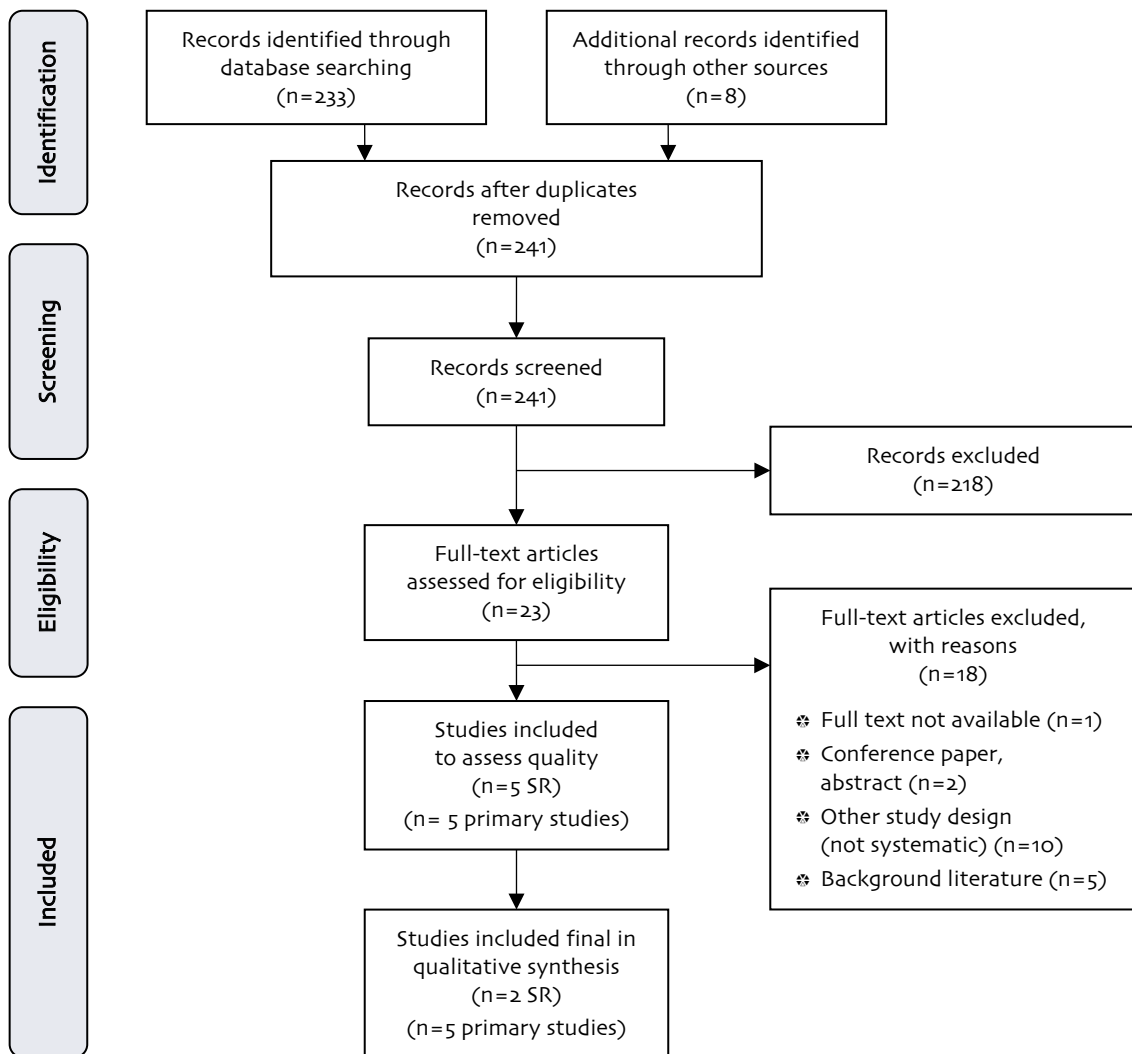 Identification
Records identified through
database searching
(n=233)
Additional records identified
through other sources
(n=8)
Records after duplicates
removed
(n=241)
Screening
Records screened
(n=241)
Records excluded
(n=218)
Eligibility
Full-text articles
assessed for eligibility
(n=23)
Full-text articles excluded,
with reasons
(n=18)
Full text not available (n=1)
Conference paper,
abstract (n=2)
Other study design
(not systematic) (n=10)
Background literature (n=5)
Included
Studies included
to assess quality
(n=5 SR)
(n= 5 primary studies)
Studies included final in
qualitative synthesis
(n=2 SR)
(n=5 primary studies)